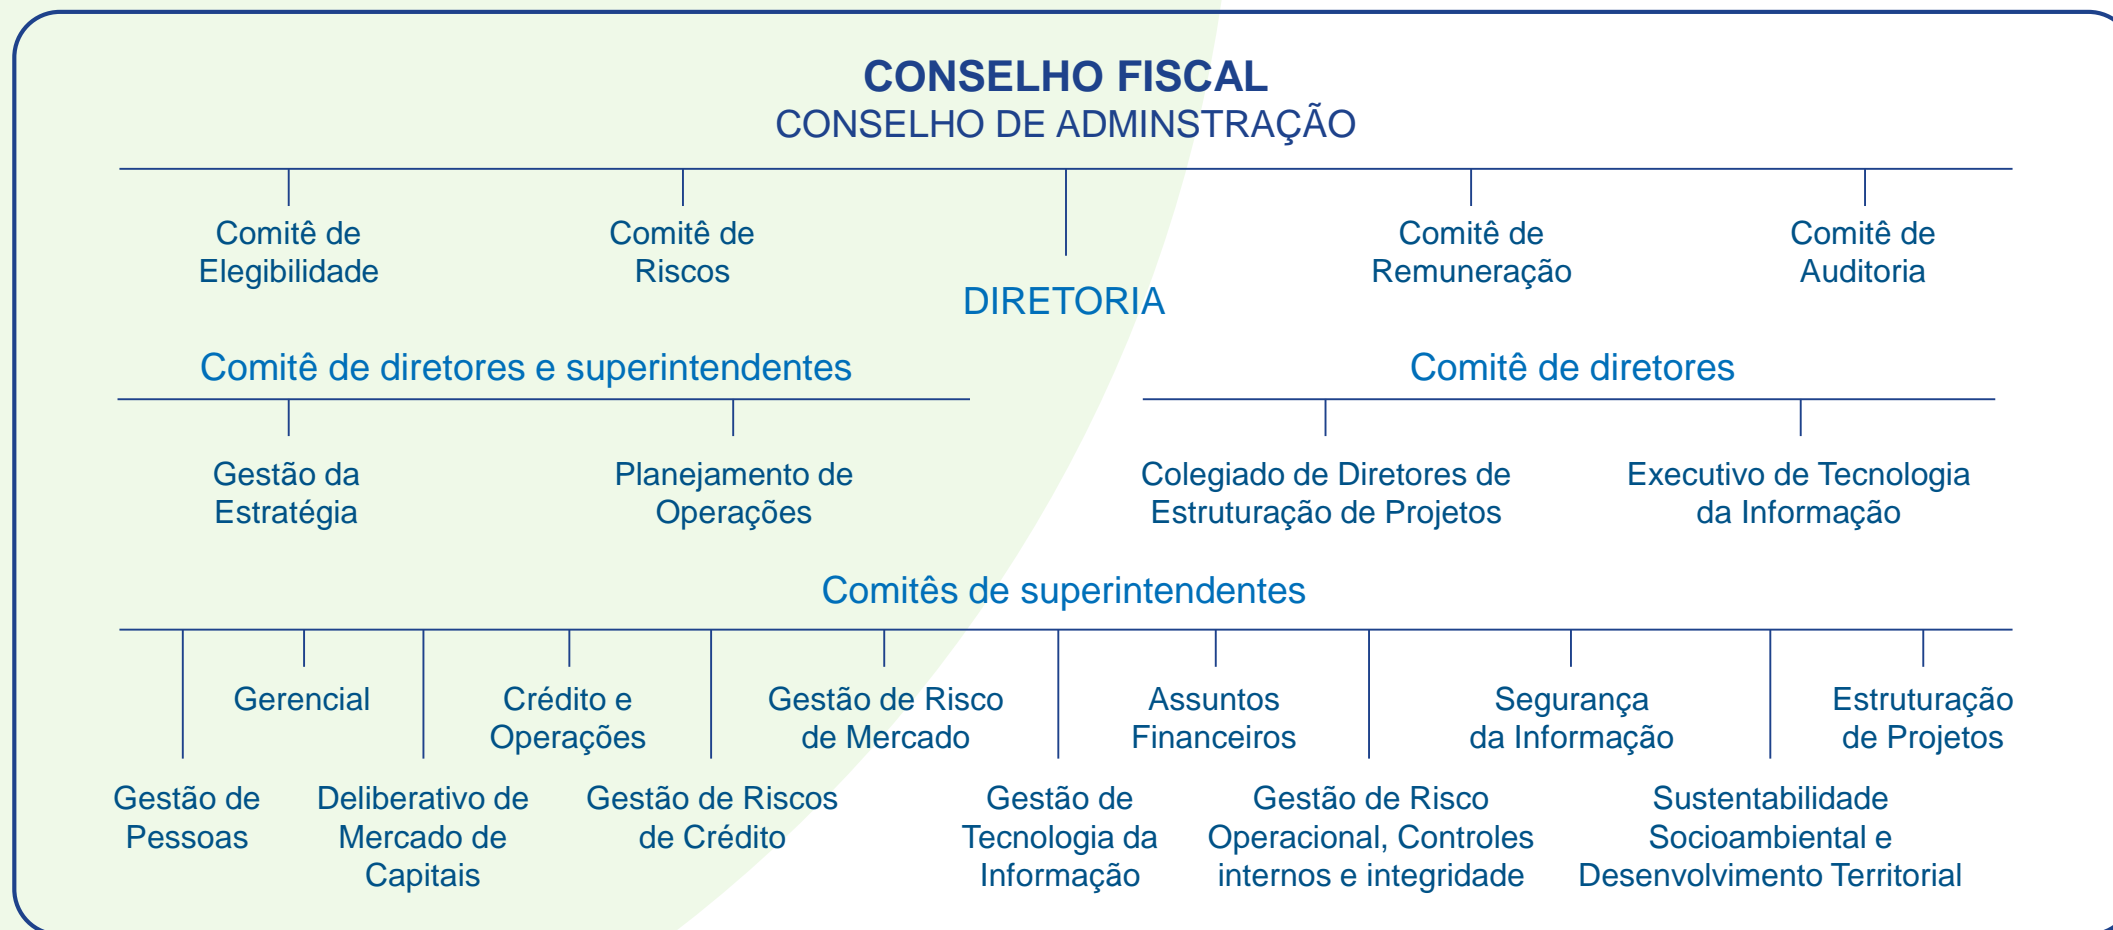 CONSELHO FISCAL
CONSELHO DE ADMINSTRAÇÃO
Comitê de
Elegibilidade
Comitê de
Riscos
DIRETORIA
Comitê de
Remuneração
Comitê de
Auditoria
Comitê de diretores e superintendentes
Gestão da
Estratégia
Planejamento de
Operações
Comitê de diretores
Colegiado de Diretores de
Estruturação de Projetos
Executivo de Tecnologia
da Informação
Comitês de superintendentes
Gestão de
Pessoas
Gerencial
Deliberativo de
Mercado de
Capitais
Crédito e
Operações
Gestão de Riscos
de Crédito
Gestão de Risco
de Mercado
Gestão de
Tecnologia da
Informação
Assuntos
Financeiros
Gestão de Risco
Operacional, Controles
internos e integridade
Segurança
da Informação
Sustentabilidade
Socioambiental e
Desenvolvimento Territorial
Estruturação
de Projetos